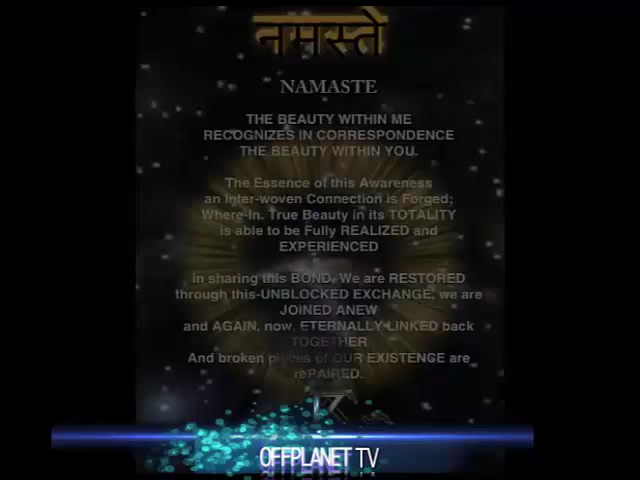 नमस्ते
NAMASTE
THE BEAUTY WITHIN ME
RECOGNIZES IN CORRESPONDENCE
THE BEAUTY WITHIN YOU.
The Essence of this Awareness
an Inter-woven Connection is Forged;
Where-In. True Beauty in its TOTALITY
is able to be Fully REALIZED and
EXPERIENCED
in sharing this BOND. We are RESTORED
through this-UNBLOCKED EXCHANGE; we are
JOINED ANEW
and AGAIN, now. ETERNALLY-LINKED back
TOGETHER
And broken pieces of OUR EXISTENCE are
rePAIRED.
OFFPLANET TV